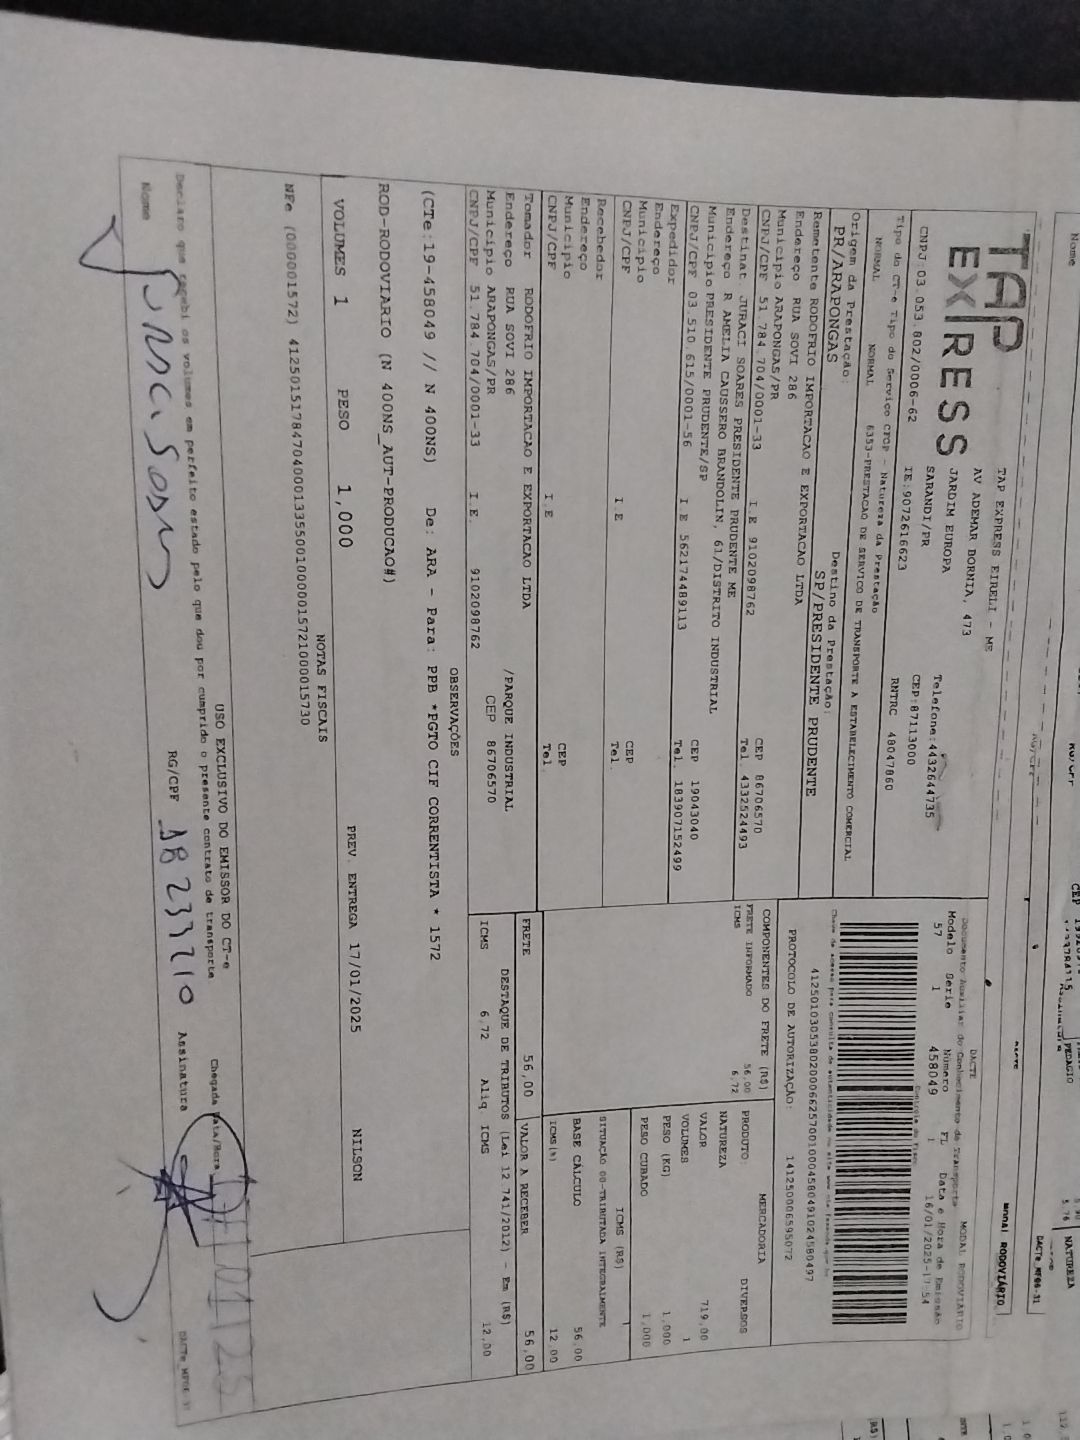 TAP
EXPRESS
TAP EXPRESS EIRELI - ME
AV ADEMAR BORNIA, 473
JARDIM EUROPA
SARANDI/PR
Telefone:4432644735
CEP:87113000
CNPJ:03.053.802/0006-62
IE:9072616623
RNTRC 48047860
DACTE
MODAL RODOVIÁRIO
Documento Auxiliar do Conhecimento de Transporte
Modelo Série Número FL Data e Hora de Emissão
57 1 458049 1 16/01/2025-17:54
Controle do Fisco
Tipo do CT-e Tipo do Serviço CFOP - Natureza da Prestação
NORMAL NORMAL 6353-PRESTACAO DE SERVICO DE TRANSPORTE A ESTABELECIMENTO COMERCIAL
Origem da Prestação: Destino da Prestação:
PR/ARAPONGAS SP/PRESIDENTE PRUDENTE
41250103053802000662570010004580491024580497
PROTOCOLO DE AUTORIZAÇÃO: 141250006595072
Remetente RODOFRIO IMPORTACAO E EXPORTACAO LTDA
Endereço RUA SOVI 286
Município ARAPONGAS/PR CEP 86706570
CNPJ/CPF 51.784.704/0001-33 I.E 9102098762 Tel 4332524493
Destinat. JURACI SOARES PRESIDENTE PRUDENTE ME
Endereço R AMELIA CAUSSERO BRANDOLIN, 61/DISTRITO INDUSTRIAL
Município PRESIDENTE PRUDENTE/SP CEP 19043040
CNPJ/CPF 03.510.615/0001-56 I.E 562174489113 Tel. 183907152499
Expedidor
Endereço
Município CEP
CNPJ/CPF I.E Tel.
Recebedor
Endereço
Município CEP
CNPJ/CPF I.E Tel.
Tomador RODOFRIO IMPORTACAO E EXPORTACAO LTDA
Endereço RUA SOVI 286 /PARQUE INDUSTRIAL
Município ARAPONGAS/PR CEP 86706570
CNPJ/CPF 51.784.704/0001-33 I.E. 9102098762
COMPONENTES DO FRETE (R$)
FRETE INFORMADO 56,00
ICMS 6,72
PRODUTO: MERCADORIA DIVERSOS
NATUREZA
VALOR 719,00
VOLUMES 1
PESO (KG) 1,000
PESO CUBADO 1,000
ICMS (R$)
SITUAÇÃO 00-TRIBUTADA INTEGRALMENTE
BASE CÁLCULO 56,00
ICMS(%) 12,00
FRETE 56,00 VALOR A RECEBER 56,00
DESTAQUE DE TRIBUTOS (Lei 12.741/2012) - Em (R$)
ICMS 6,72 Aliq ICMS 12,00
OBSERVAÇÕES
(CTe:19-458049 // N 400NS) De: ARA - Para: PPB *PGTO CIF CORRENTISTA * 1572
ROD-RODOVIARIO (N 400NS_AUT-PRODUCAO#)
VOLUMES 1 PESO 1,000 PREV. ENTREGA 17/01/2025 NILSON
NOTAS FISCAIS
NFe (000001572) 41250151784704000133550010000015721000015730
USO EXCLUSIVO DO EMISSOR DO CT-e
Declaro que recebi os volumes em perfeito estado pelo que dou por cumprido o presente contrato de transporte
Chegada Data/Hora
Nome RG/CPF 18233210 Assinatura